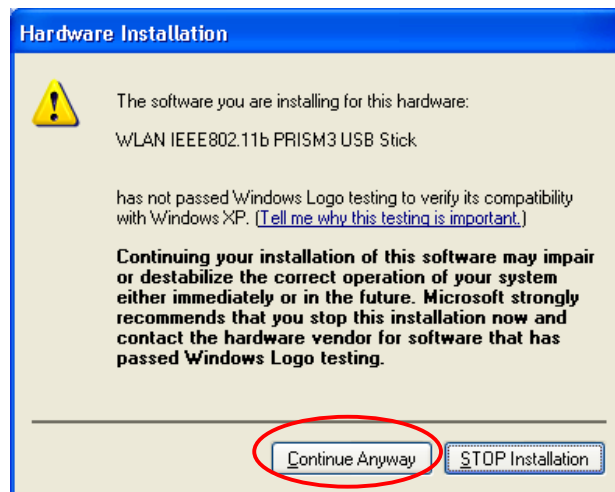 Hardware Installation
The software you are installing for this hardware:
WLAN IEEE802.11b PRISM3 USB Stick
has not passed Windows Logo testing to verify its compatibility
with Windows XP. (Tell me why this testing is important.)
Continuing your installation of this software may impair
or destabilize the correct operation of your system
either immediately or in the future. Microsoft strongly
recommends that you stop this installation now and
contact the hardware vendor for software that has
passed Windows Logo testing.
Continue Anyway
STOP Installation